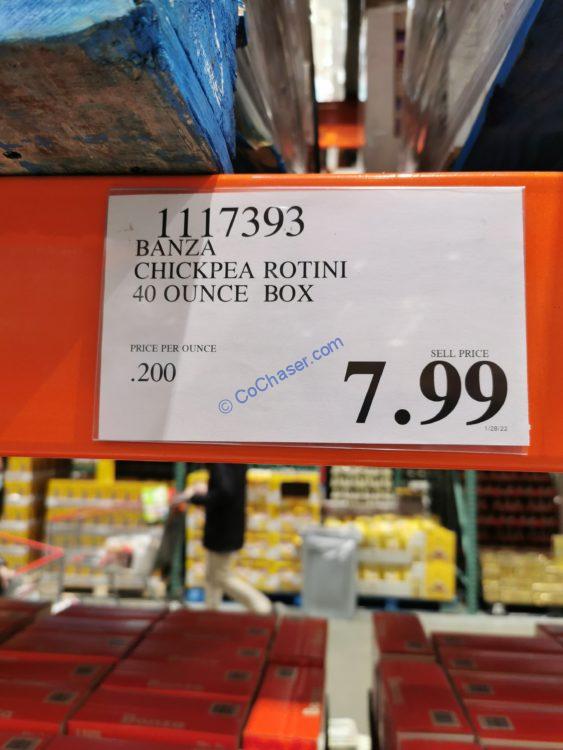 1117393
BANZA
CHICKPEA ROTINI
40 OUNCE BOX
PRICE PER OUNCE
.200
SELL PRICE
7.99
1/28/22
© CoChaser.com
Banza